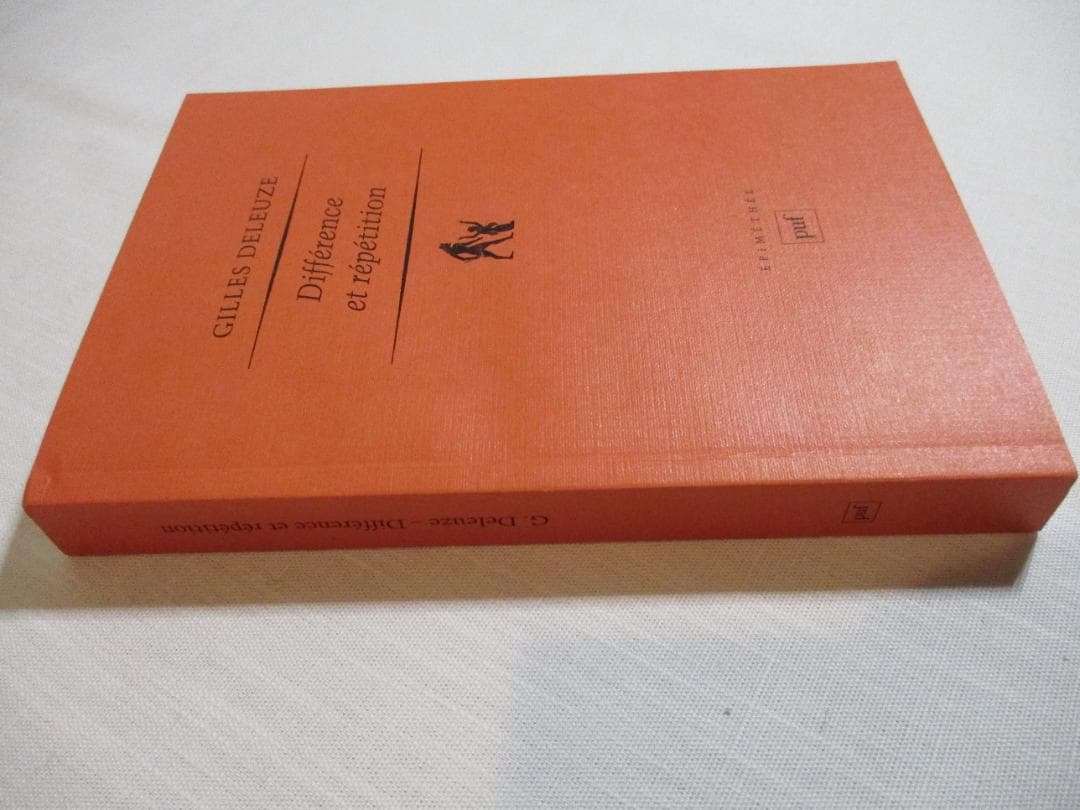 GILLES DELEUZE
Différence
et répétition
ÉPIMÉTHÉE
puf
G. Deleuze – Différence et répétition
puf